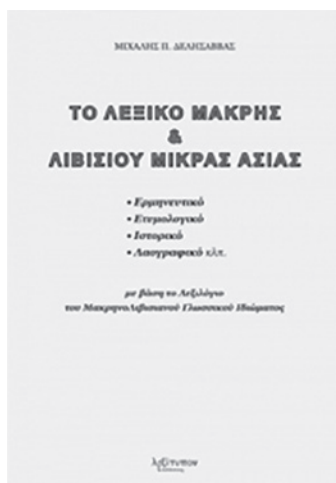 ΜΙΧΑΛΗΣ Π. ΔΕΛΗΣΑΒΒΑΣ
ΤΟ ΛΕΞΙΚΟ ΜΑΚΡΗΣ
&
ΛΙΒΙΣΙΟΥ ΜΙΚΡΑΣ ΑΣΙΑΣ
• Ερμηνευτικό
• Ετυμολογικό
• Ιστορικό
• Λαογραφικό κλπ.
με βάση το Λεξιλόγιο
του ΜακρηνοΛιβισιανού Γλωσσικού Ιδιώματος
λεξίτυπον